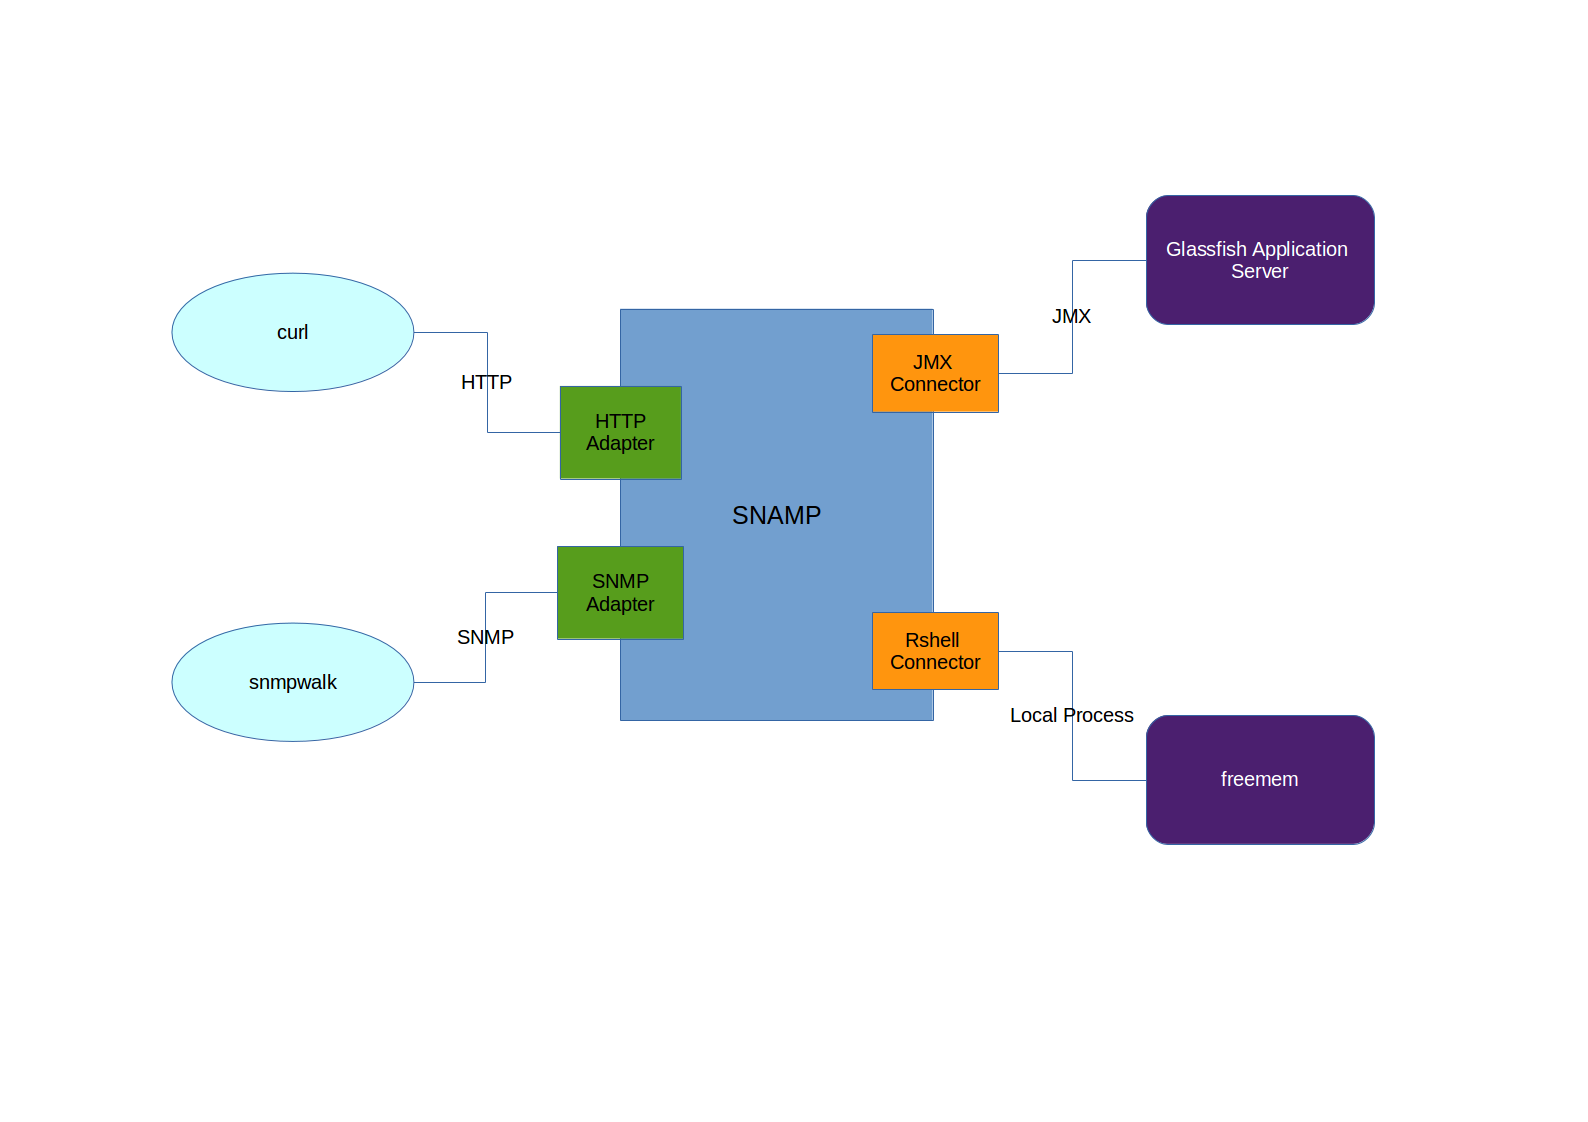 curl
HTTP
HTTP
Adapter
SNAMP
SNMP
Adapter
SNMP
snmpwalk
JMX
Connector
JMX
Glassfish Application
Server
Rshell
Connector
Local Process
freemem